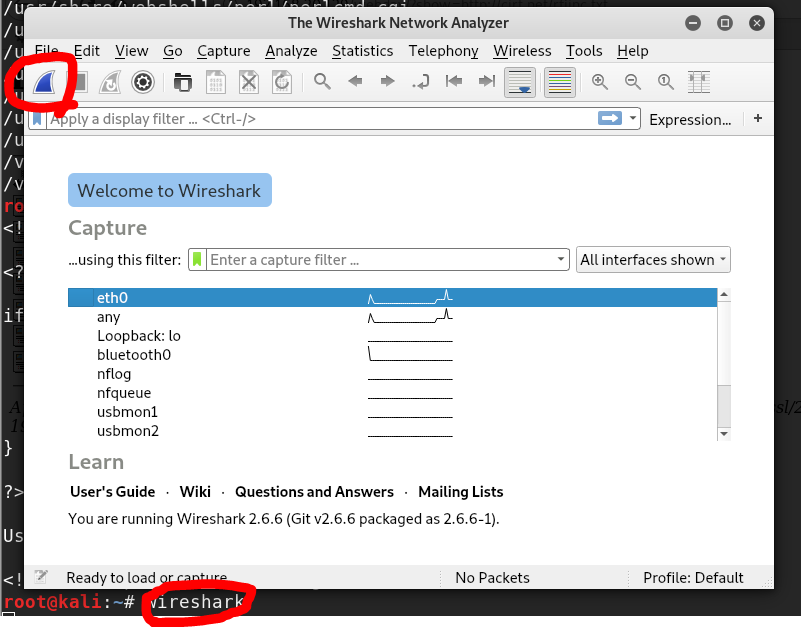 /usr/share/webshells/perl/perlcmd.cgi
The Wireshark Network Analyzer
File Edit View Go Capture Analyze Statistics Telephony Wireless Tools Help
Apply a display filter ... <Ctrl-/> Expression... +
Welcome to Wireshark
Capture
...using this filter: Enter a capture filter ... All interfaces shown
eth0
any
Loopback: lo
bluetooth0
nflog
nfqueue
usbmon1
usbmon2
Learn
User's Guide · Wiki · Questions and Answers · Mailing Lists
You are running Wireshark 2.6.6 (Git v2.6.6 packaged as 2.6.6-1).
Ready to load or capture No Packets Profile: Default
/u
/u
/u
/u
/v
/v
<!
<?
if
}
?>
Us
<!
root@kali:~# wireshark